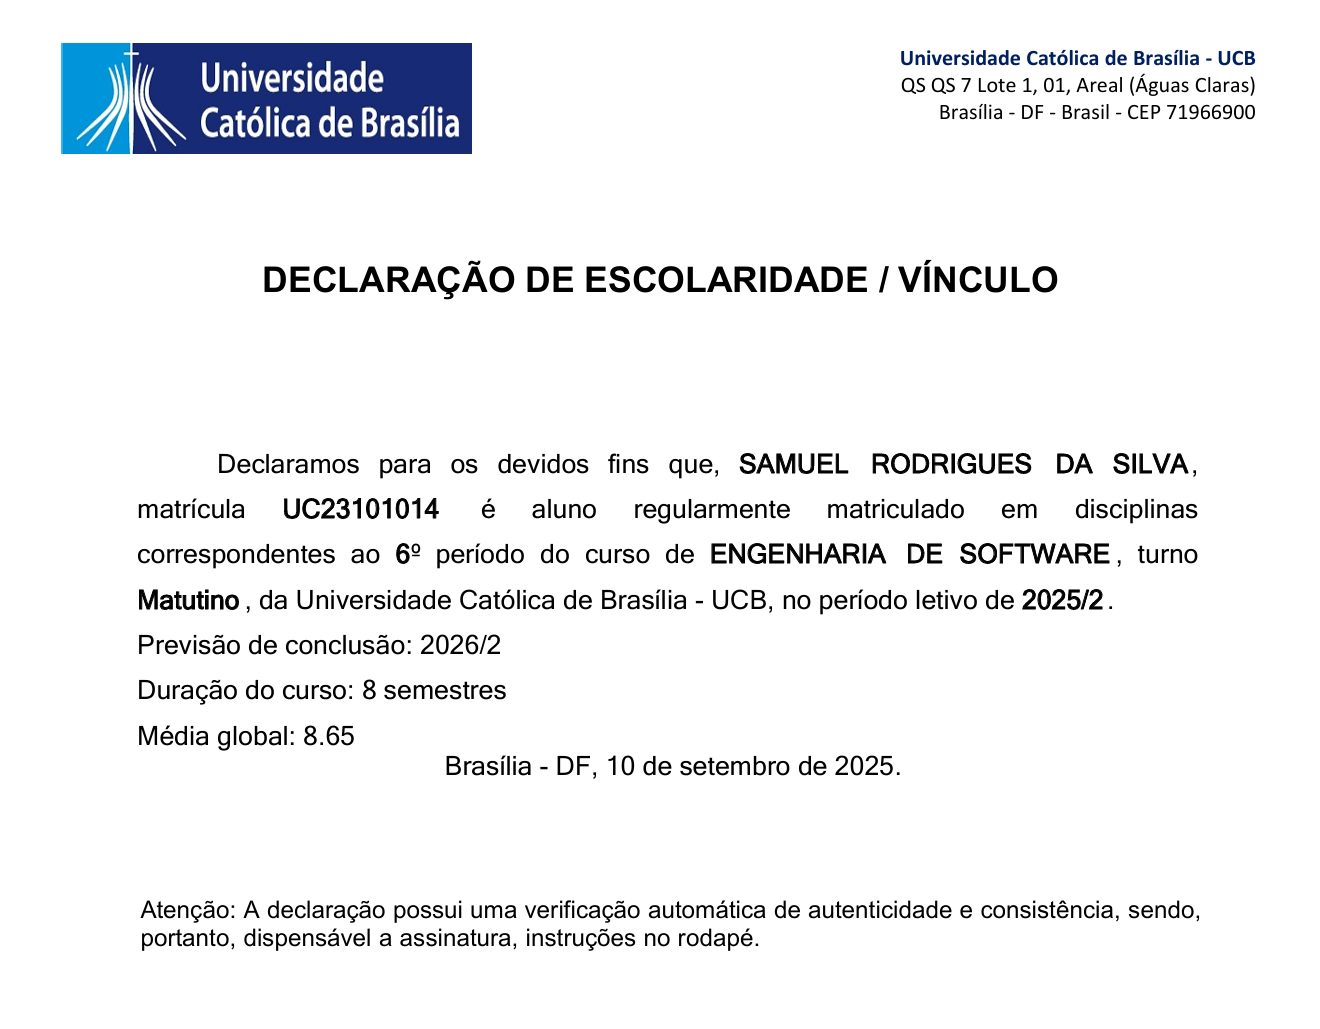 Universidade
Católica de Brasília
Universidade Católica de Brasília - UCB
QS QS 7 Lote 1, 01, Areal (Águas Claras)
Brasília - DF - Brasil - CEP 71966900
DECLARAÇÃO DE ESCOLARIDADE / VÍNCULO
Declaramos para os devidos fins que, SAMUEL RODRIGUES DA SILVA,
matrícula UC23101014 é aluno regularmente matriculado em disciplinas
correspondentes ao 6º período do curso de ENGENHARIA DE SOFTWARE, turno
Matutino, da Universidade Católica de Brasília - UCB, no período letivo de 2025/2.
Previsão de conclusão: 2026/2
Duração do curso: 8 semestres
Média global: 8.65
Brasília - DF, 10 de setembro de 2025.
Atenção: A declaração possui uma verificação automática de autenticidade e consistência, sendo,
portanto, dispensável a assinatura, instruções no rodapé.